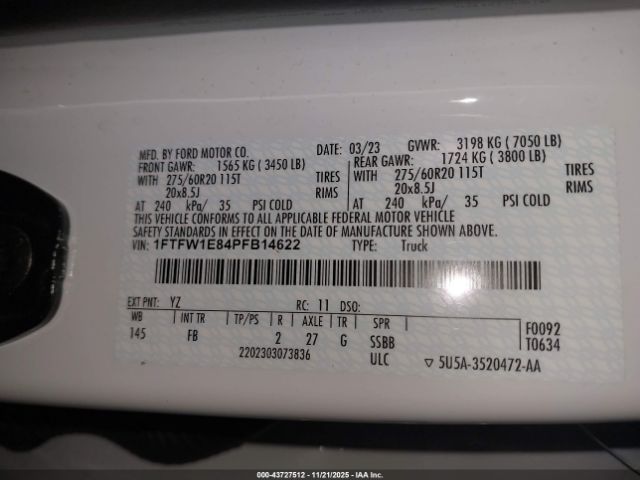 MFD. BY FORD MOTOR CO. DATE: 03/23 GVWR: 3198 KG ( 7050 LB)
FRONT GAWR: 1565 KG ( 3450 LB) REAR GAWR: 1724 KG ( 3800 LB)
WITH 275/60R20 115T TIRES WITH 275/60R20 115T TIRES
20x8.5J RIMS 20x8.5J RIMS
AT 240 kPa/ 35 PSI COLD AT 240 kPa/ 35 PSI COLD
THIS VEHICLE CONFORMS TO ALL APPLICABLE FEDERAL MOTOR VEHICLE
SAFETY STANDARDS IN EFFECT ON THE DATE OF MANUFACTURE SHOWN ABOVE.
VIN: 1FTFW1E84PFB14622 TYPE: Truck
EXT PNT: YZ RC: 11 DSO:
WB INT TR TP/PS R AXLE TR SPR F0092
145 FB 2 27 G SSBB T0634
2202303073836 ULC ▽ 5U5A-3520472-AA
000-43727512 - 11/21/2025 - IAA Inc.